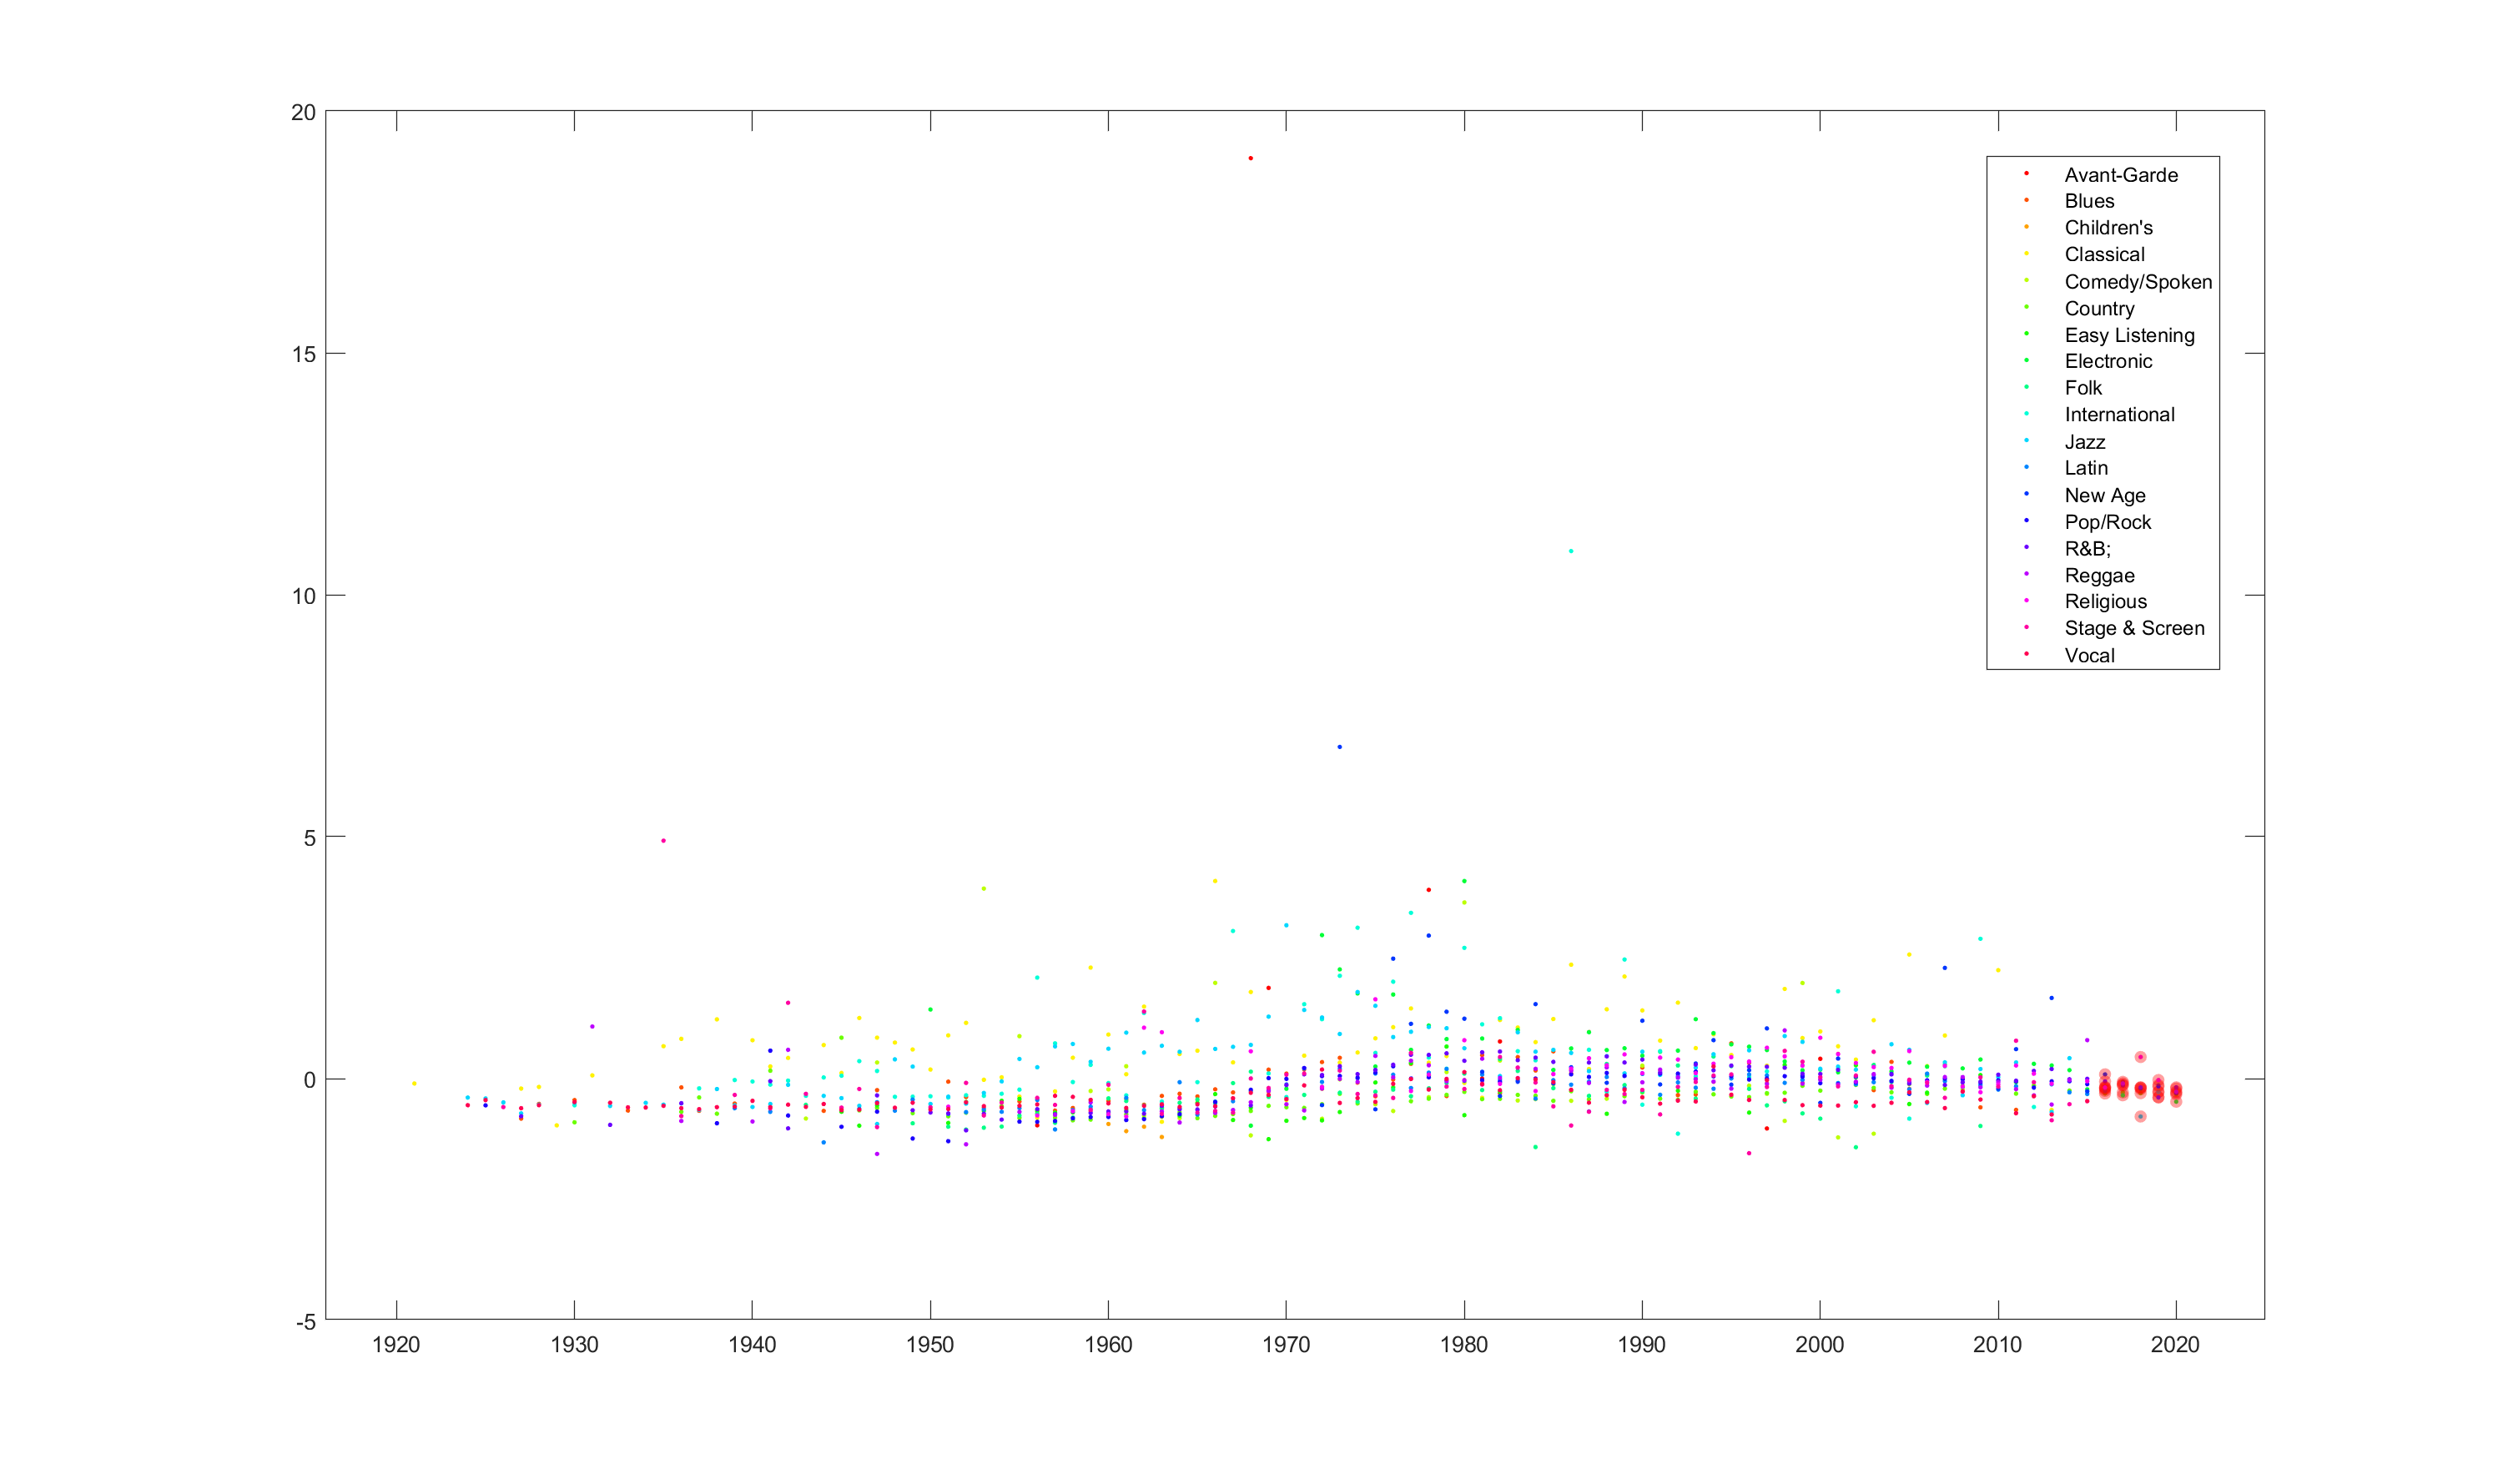 20
15
10
5
0
-5
1920 1930 1940 1950 1960 1970 1980 1990 2000 2010 2020
Avant-Garde
Blues
Children's
Classical
Comedy/Spoken
Country
Easy Listening
Electronic
Folk
International
Jazz
Latin
New Age
Pop/Rock
R&B;
Reggae
Religious
Stage & Screen
Vocal